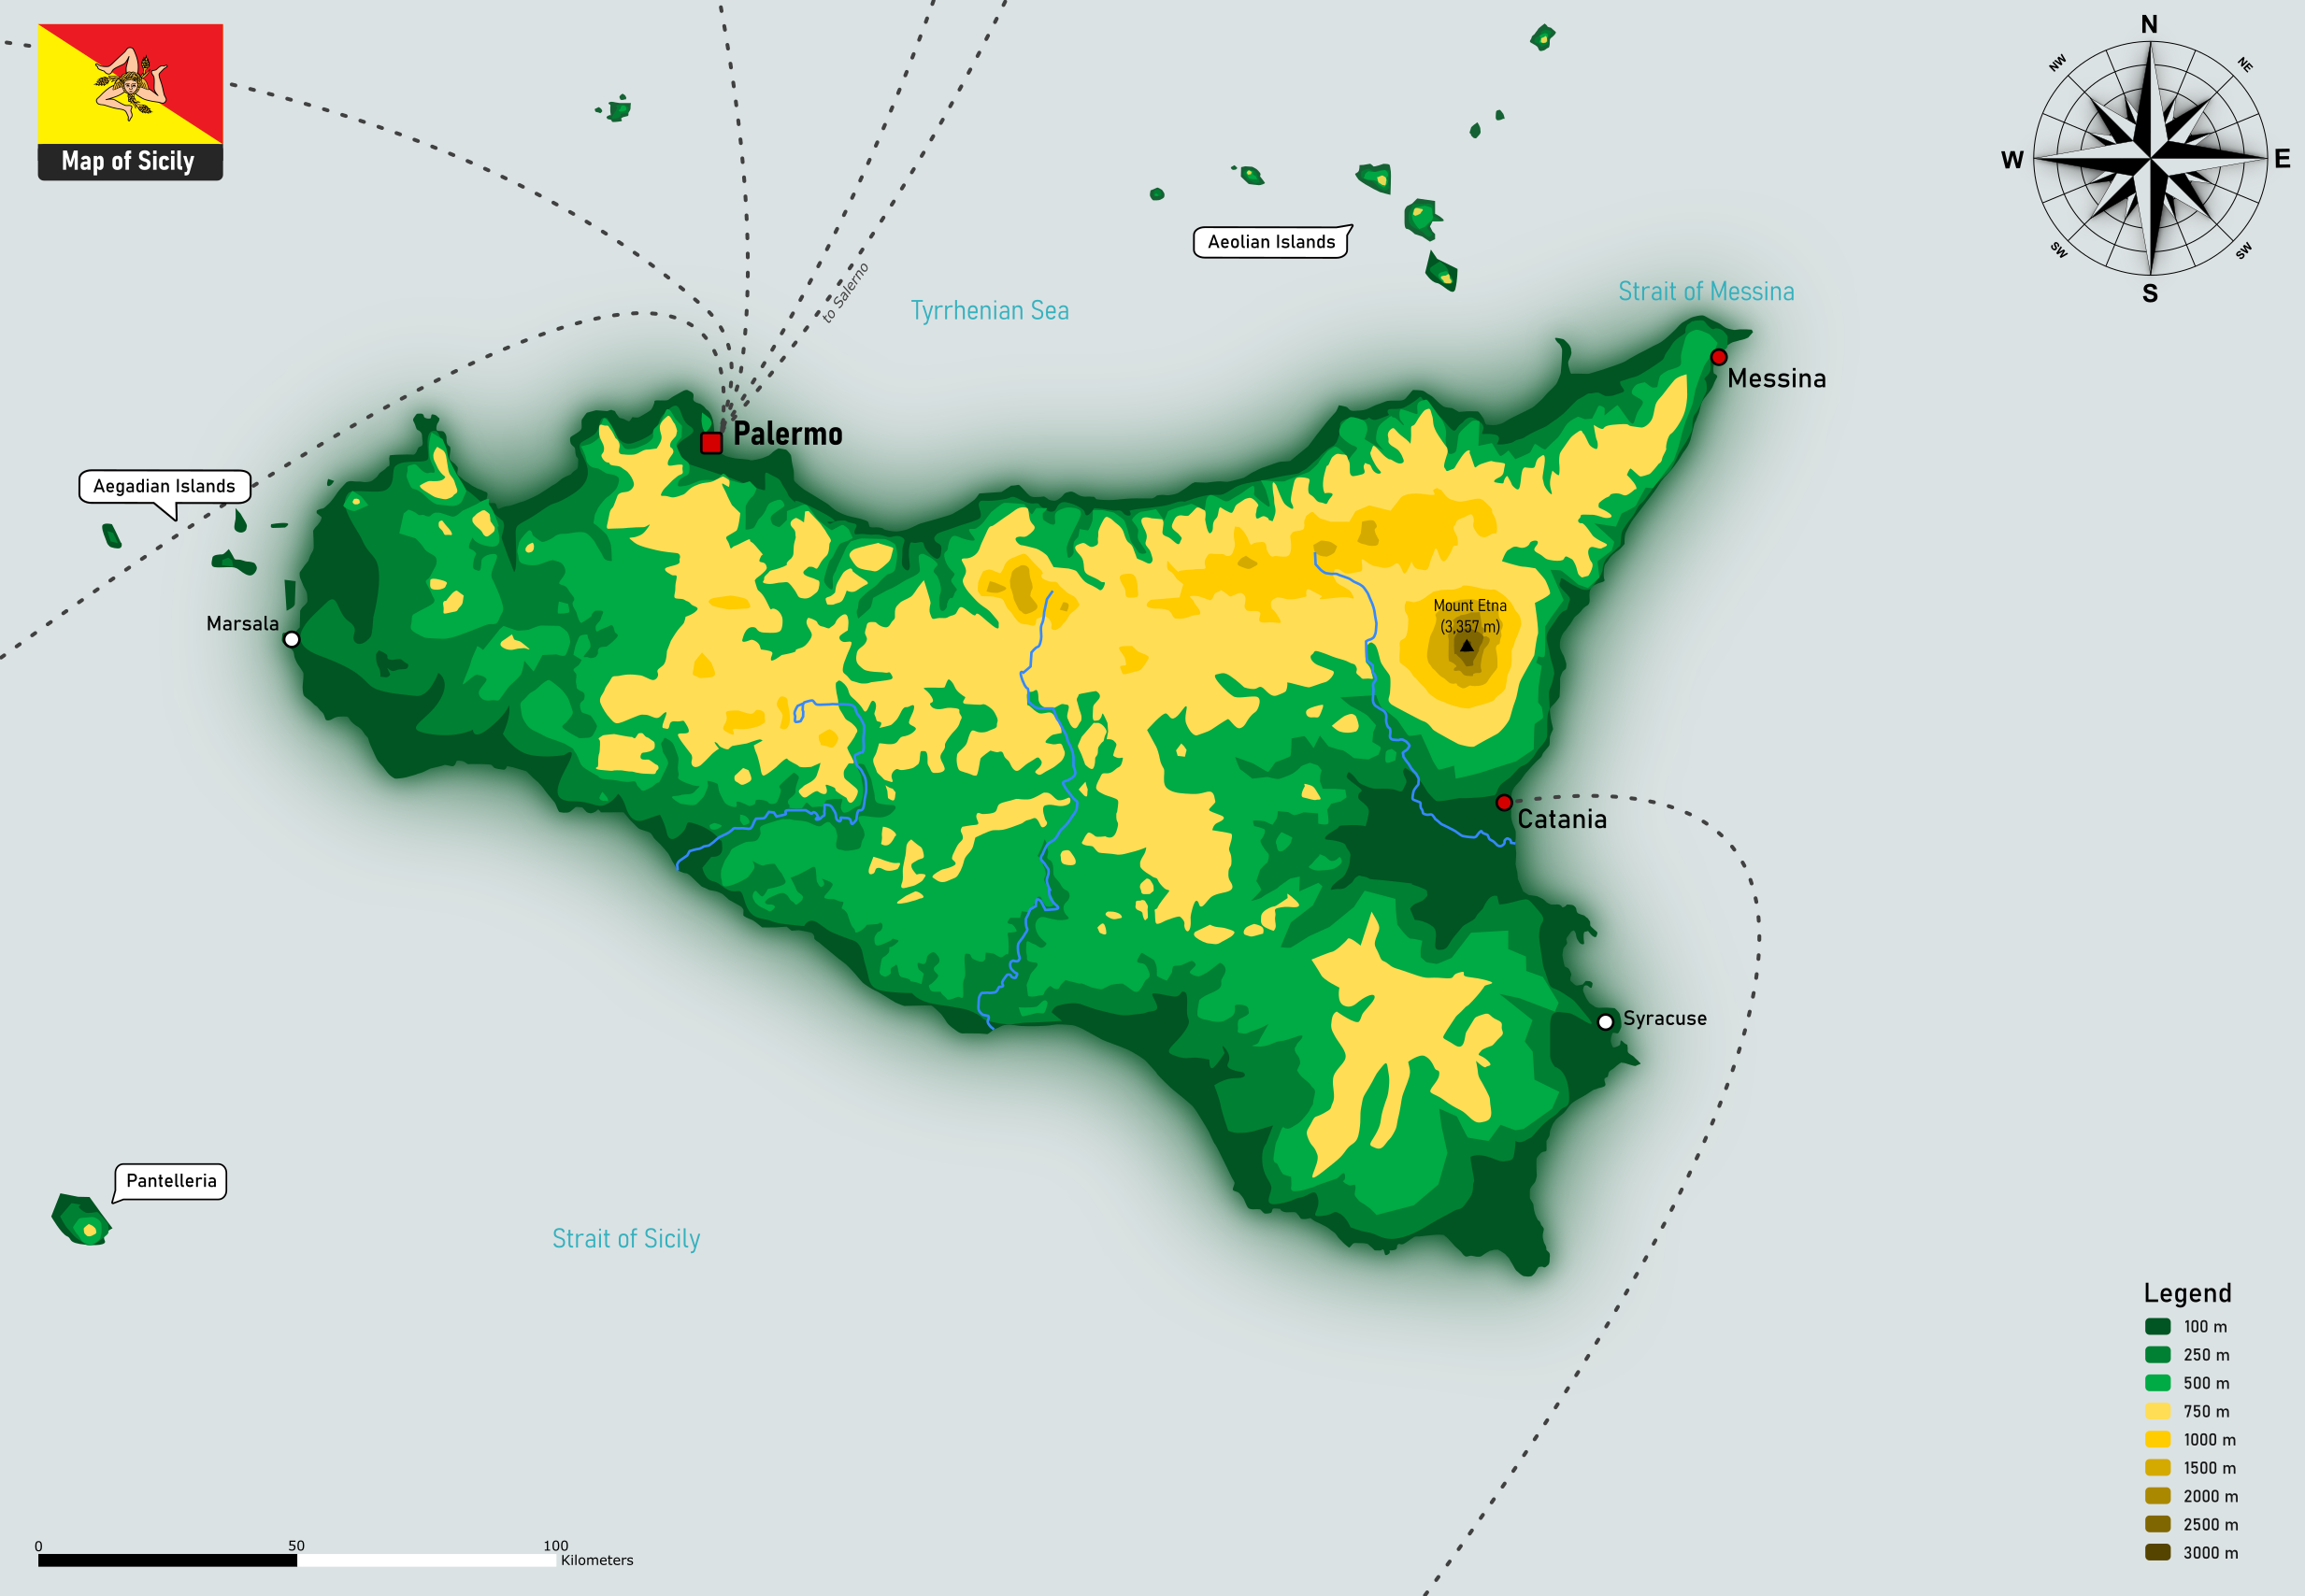 Map of Sicily
N
NW
NE
W
E
SW
SW
S
Aeolian Islands
to Salerno
Tyrrhenian Sea
Strait of Messina
Messina
Palermo
Aegadian Islands
Marsala
Mount Etna
(3,357 m)
Catania
Syracuse
Pantelleria
Strait of Sicily
Legend
100 m
250 m
500 m
750 m
1000 m
1500 m
2000 m
2500 m
3000 m
0 50 100
Kilometers